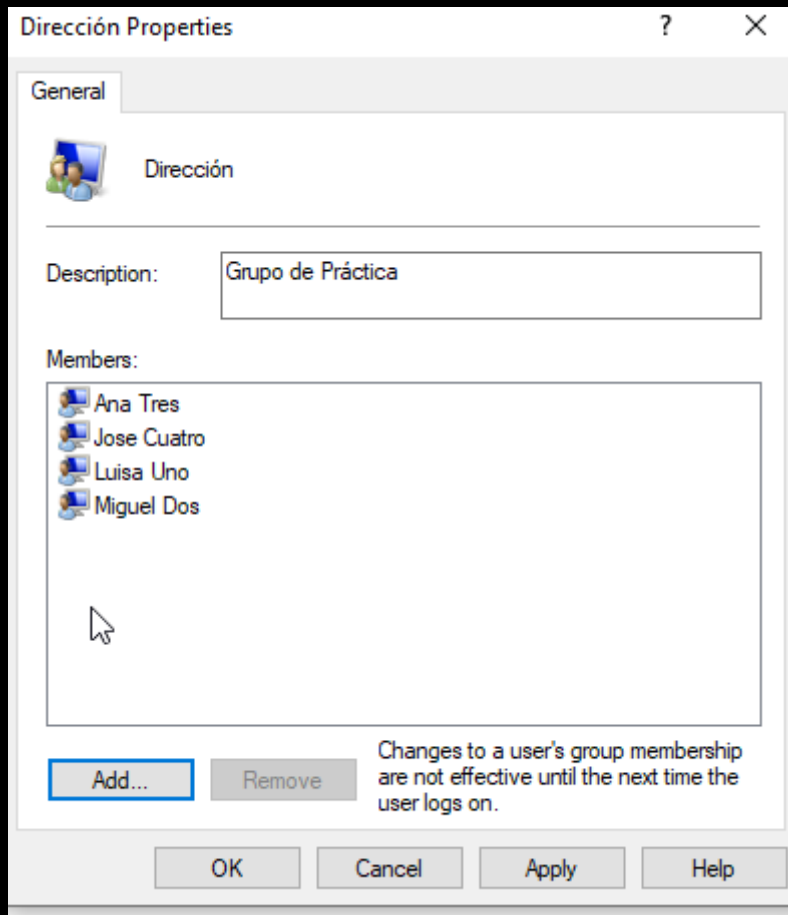 Dirección Properties
?
General
Dirección
Description:
Grupo de Práctica
Members:
Ana Tres
Jose Cuatro
Luisa Uno
Miguel Dos
Add...
Remove
Changes to a user's group membership
are not effective until the next time the
user logs on.
OK
Cancel
Apply
Help